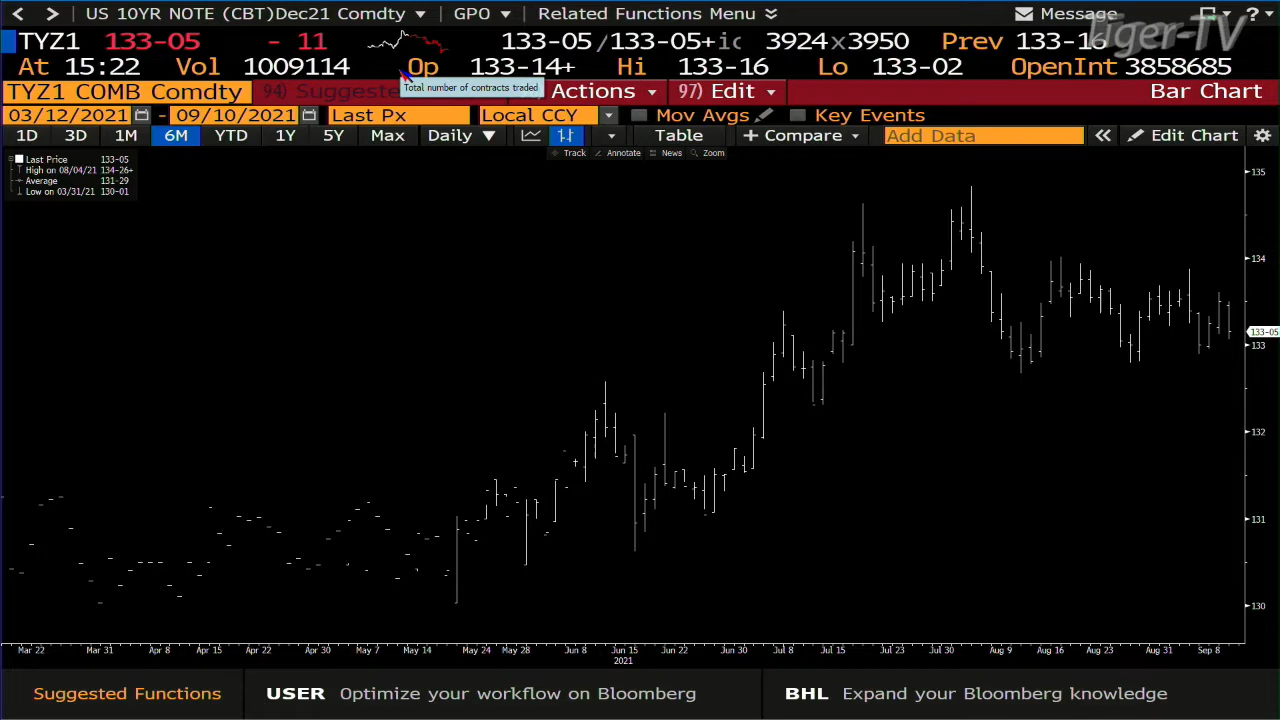 US 10YR NOTE (CBT)Dec21 Comdty GPO Related Functions Menu Message ?
TYZ1 133-05 - 11 133-05/133-05+ic 3924x3950 Prev 133-16
Tiger-TV
At 15:22 Vol 1009114 Op 133-14+ Hi 133-16 Lo 133-02 OpenInt 3858685
TYZ1 COMB Comdty 94) Suggested Actions 97) Edit Bar Chart
Total number of contracts traded
03/12/2021 - 09/10/2021 Last Px Local CCY Mov Avgs Key Events
1D 3D 1M 6M YTD 1Y 5Y Max Daily Table + Compare Add Data Edit Chart
Track Annotate News Zoom
Last Price 133-05
High on 08/04/21 134-26+
Average 131-29
Low on 03/31/21 130-01
135
134
133-05
133
132
131
130
Mar 22 Mar 31 Apr 8 Apr 15 Apr 22 Apr 30 May 7 May 14 May 24 May 28 Jun 8 Jun 15 Jun 22 Jun 30 Jul 8 Jul 15 Jul 23 Jul 30 Aug 9 Aug 16 Aug 23 Aug 31 Sep 8
2021
Suggested Functions USER Optimize your workflow on Bloomberg BHL Expand your Bloomberg knowledge